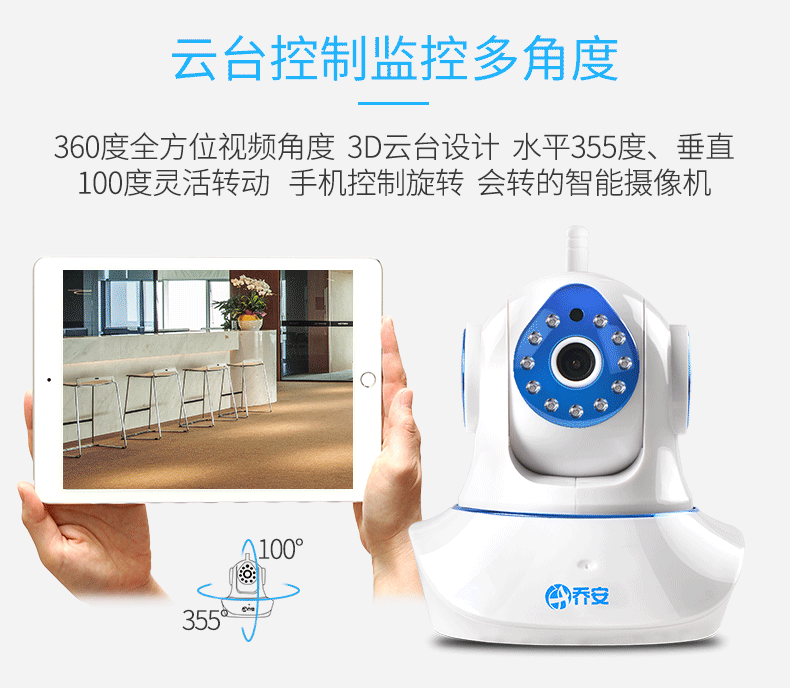 云台控制监控多角度
360度全方位视频角度 3D云台设计 水平355度、垂直
100度灵活转动 手机控制旋转 会转的智能摄像机
100°
355°
乔安